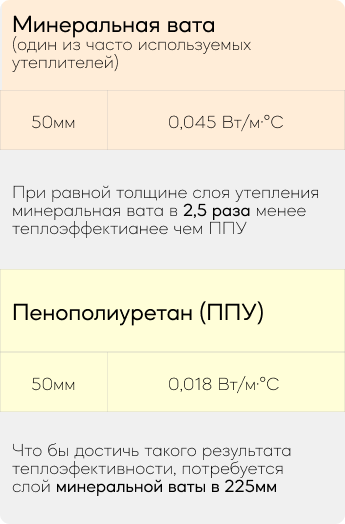 Минеральная вата
(один из часто используемых
утеплителей)
50мм 0,045 Вт/м·°C
При равной толщине слоя утепления
минеральная вата в 2,5 раза менее
теплоэффектианее чем ППУ
Пенополиуретан (ППУ)
50мм 0,018 Вт/м·°C
Что бы достичь такого результата
теплоэфективности, потребуется
слой минеральной ваты в 225мм